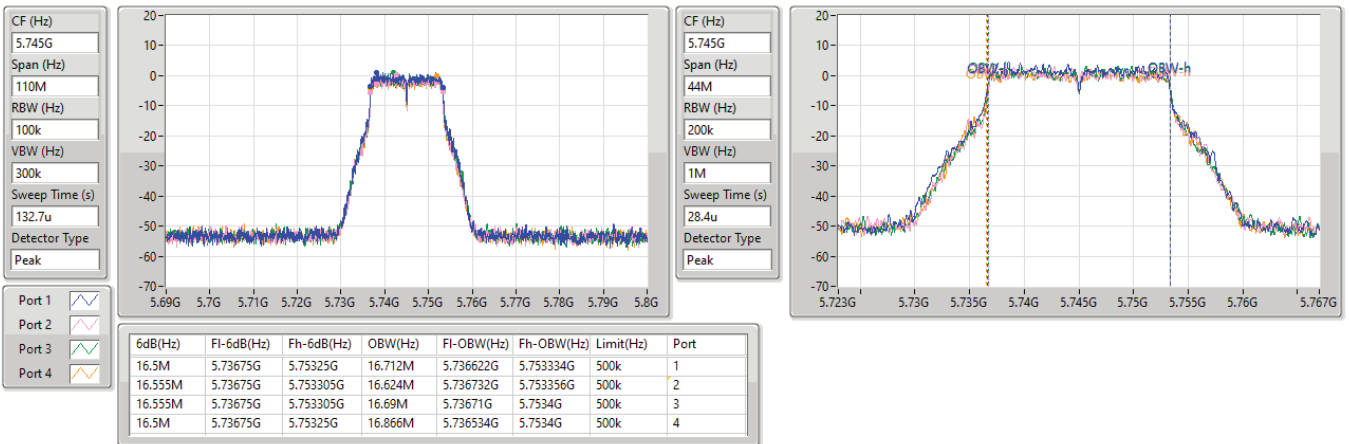 CF (Hz)
5.745G
Span (Hz)
110M
RBW (Hz)
100k
VBW (Hz)
300k
Sweep Time (s)
132.7u
Detector Type
Peak
20
10
0
-10
-20
-30
-40
-50
-60
-70
5.69G 5.7G 5.71G 5.72G 5.73G 5.74G 5.75G 5.76G 5.77G 5.78G 5.79G 5.8G
CF (Hz)
5.745G
Span (Hz)
44M
RBW (Hz)
200k
VBW (Hz)
1M
Sweep Time (s)
28.4u
Detector Type
Peak
20
10
0
-10
-20
-30
-40
-50
-60
-70
OBW-h
5.723G 5.73G 5.735G 5.74G 5.745G 5.75G 5.755G 5.76G 5.767G
Port 1
Port 2
Port 3
Port 4
6dB(Hz) Fl-6dB(Hz) Fh-6dB(Hz) OBW(Hz) Fl-OBW(Hz) Fh-OBW(Hz) Limit(Hz) Port
16.5M 5.73675G 5.75325G 16.712M 5.736622G 5.753334G 500k 1
16.555M 5.73675G 5.753305G 16.624M 5.736732G 5.753356G 500k 2
16.555M 5.73675G 5.753305G 16.69M 5.73671G 5.7534G 500k 3
16.5M 5.73675G 5.75325G 16.866M 5.736534G 5.7534G 500k 4